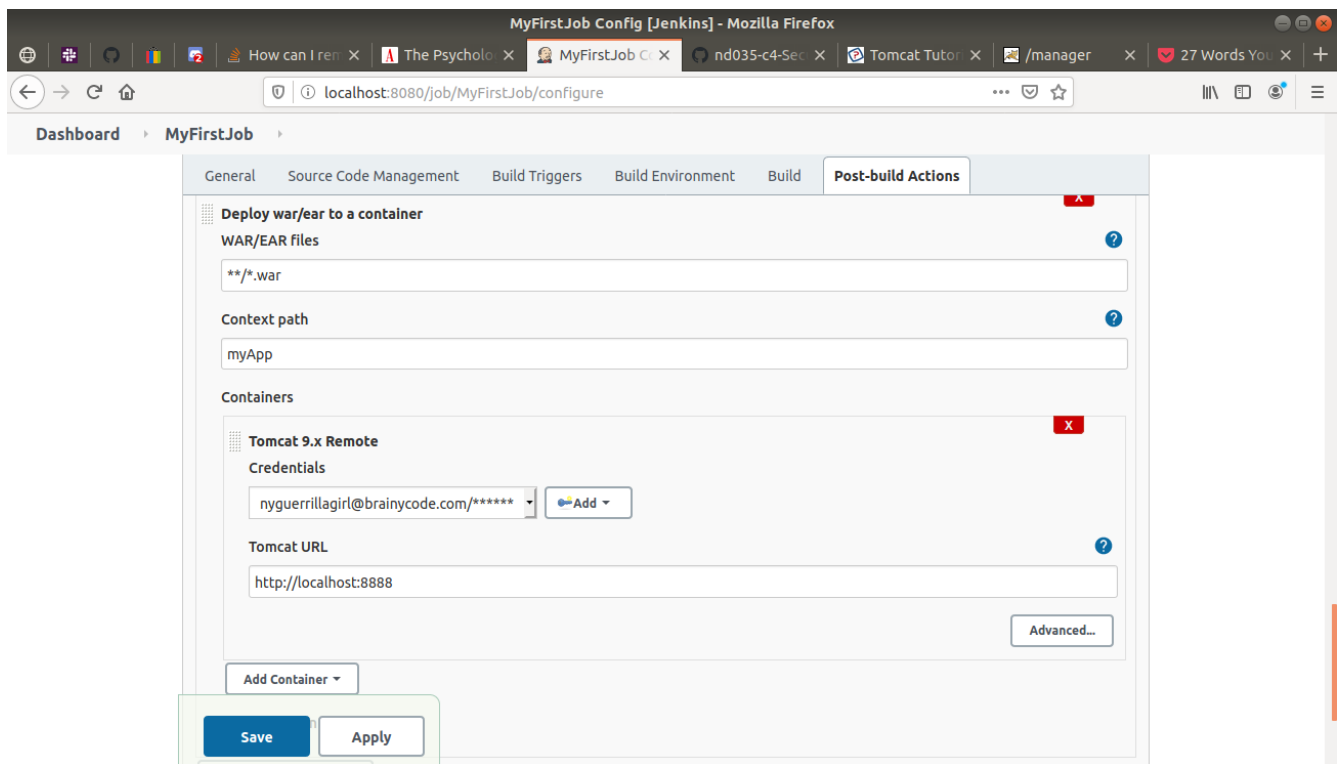 MyFirstJob Config [Jenkins] - Mozilla Firefox
How can I rem
The Psycholo
MyFirstJob Co
nd035-c4-Sec
Tomcat Tutor
/manager
27 Words You
localhost:8080/job/MyFirstJob/configure
Dashboard MyFirstJob
General Source Code Management Build Triggers Build Environment Build Post-build Actions
X
Deploy war/ear to a container
WAR/EAR files ?
**/*.war
Context path ?
myApp
Containers
X
Tomcat 9.x Remote
Credentials
nyguerrillagirl@brainycode.com/****** Add
Tomcat URL ?
http://localhost:8888
Advanced...
Add Container
Save Apply